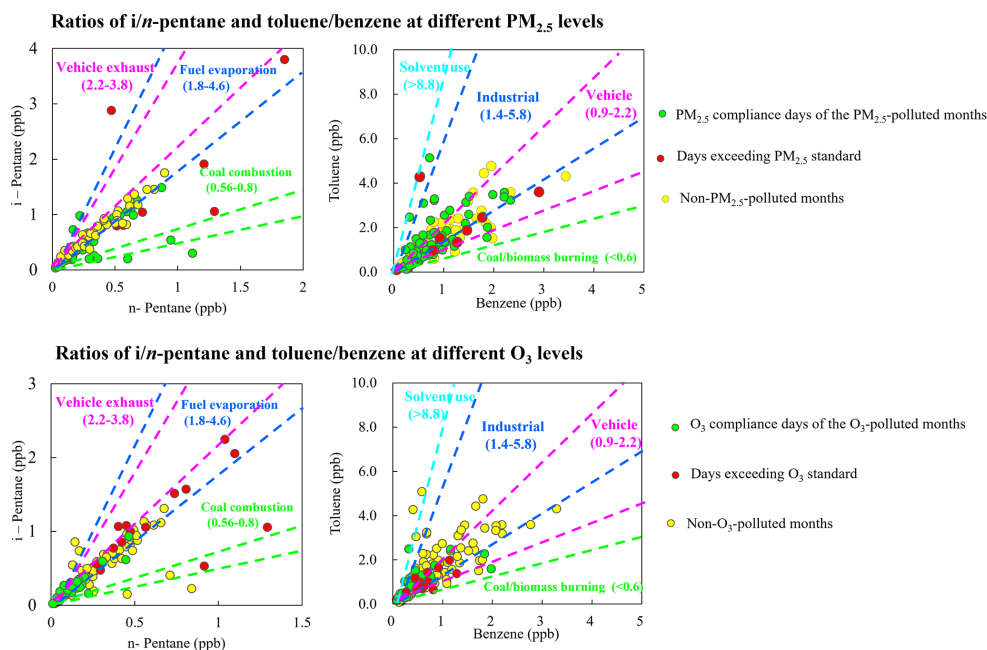 Ratios of i/n-pentane and toluene/benzene at different PM2.5 levels
4
3
2
1
0
i – Pentane (ppb)
Vehicle exhaust
(2.2-3.8)
Fuel evaporation
(1.8-4.6)
Coal combustion
(0.56-0.8)
0
0.5
1
1.5
2
n- Pentane (ppb)
10.0
8.0
6.0
4.0
2.0
0.0
Toluene (ppb)
Solvent use
(>8.8)
Industrial
(1.4-5.8)
Vehicle
(0.9-2.2)
Coal/biomass burning (<0.6)
0
1
2
3
4
5
Benzene (ppb)
PM2.5 compliance days of the PM2.5-polluted months
Days exceeding PM2.5 standard
Non-PM2.5-polluted months
Ratios of i/n-pentane and toluene/benzene at different O3 levels
3
2
1
0
i – Pentane (ppb)
Vehicle exhaust
(2.2-3.8)
Fuel evaporation
(1.8-4.6)
Coal combustion
(0.56-0.8)
0
0.5
1
1.5
n- Pentane (ppb)
10.0
8.0
6.0
4.0
2.0
0.0
Toluene (ppb)
Solvent use
(>8.8)
Industrial
(1.4-5.8)
Vehicle
(0.9-2.2)
Coal/biomass burning (<0.6)
0
1
2
3
4
5
Benzene (ppb)
O3 compliance days of the O3-polluted months
Days exceeding O3 standard
Non-O3-polluted months